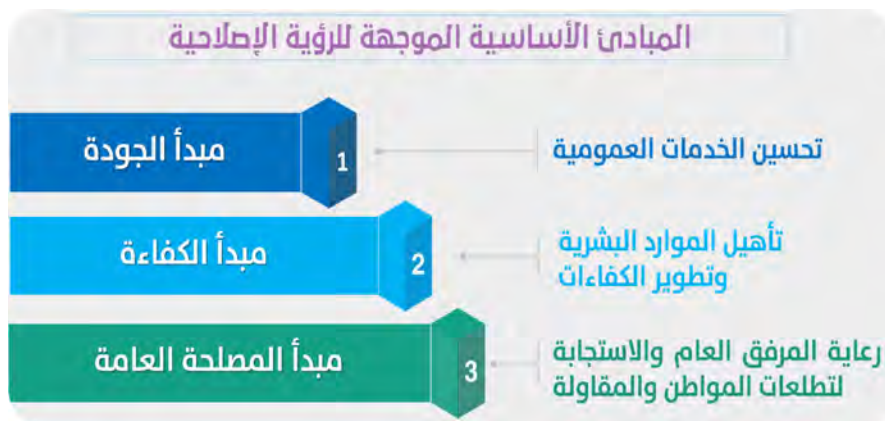 المبادئ الأساسية الموجهة للرؤية الإصلاحية
تحسين الخدمات العمومية
1
مبدأ الجودة
تأهيل الموارد البشرية
وتطوير الكفاءات
2
مبدأ الكفاءة
رعاية المرفق العام والاستجابة
لتطلعات المواطن والمقاولة
3
مبدأ المصلحة العامة